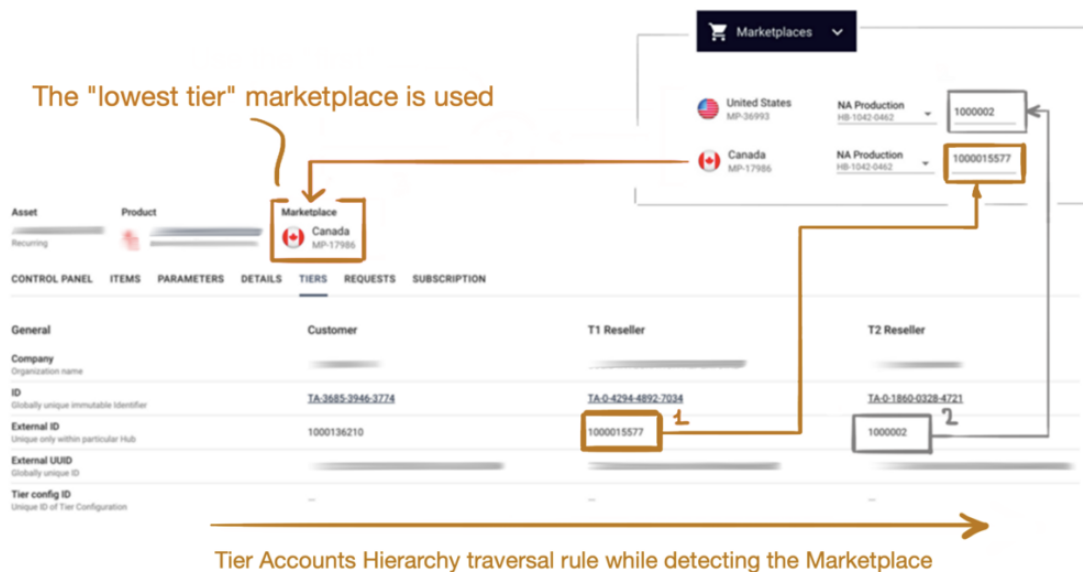 Marketplaces
The "lowest tier" marketplace is used
United States
MP-36993
NA Production
HB-1042-0462
1000002
Canada
MP-17986
NA Production
HB-1042-0462
1000015577
Asset
Product
Marketplace
Recurring
Canada
MP-17986
CONTROL PANEL ITEMS PARAMETERS DETAILS TIERS REQUESTS SUBSCRIPTION
General Customer T1 Reseller T2 Reseller
Company
Organization name
ID
Globally unique immutable Identifier
TA-3685-3946-3774 TA-0-4294-4892-7034 TA-0-1860-0328-4721
1 2
External ID
Unique only within particular Hub
1000136210 1000015577 1000002
External UUID
Globally unique ID
Tier config ID
Unique ID of Tier Configuration
— — —
Tier Accounts Hierarchy traversal rule while detecting the Marketplace